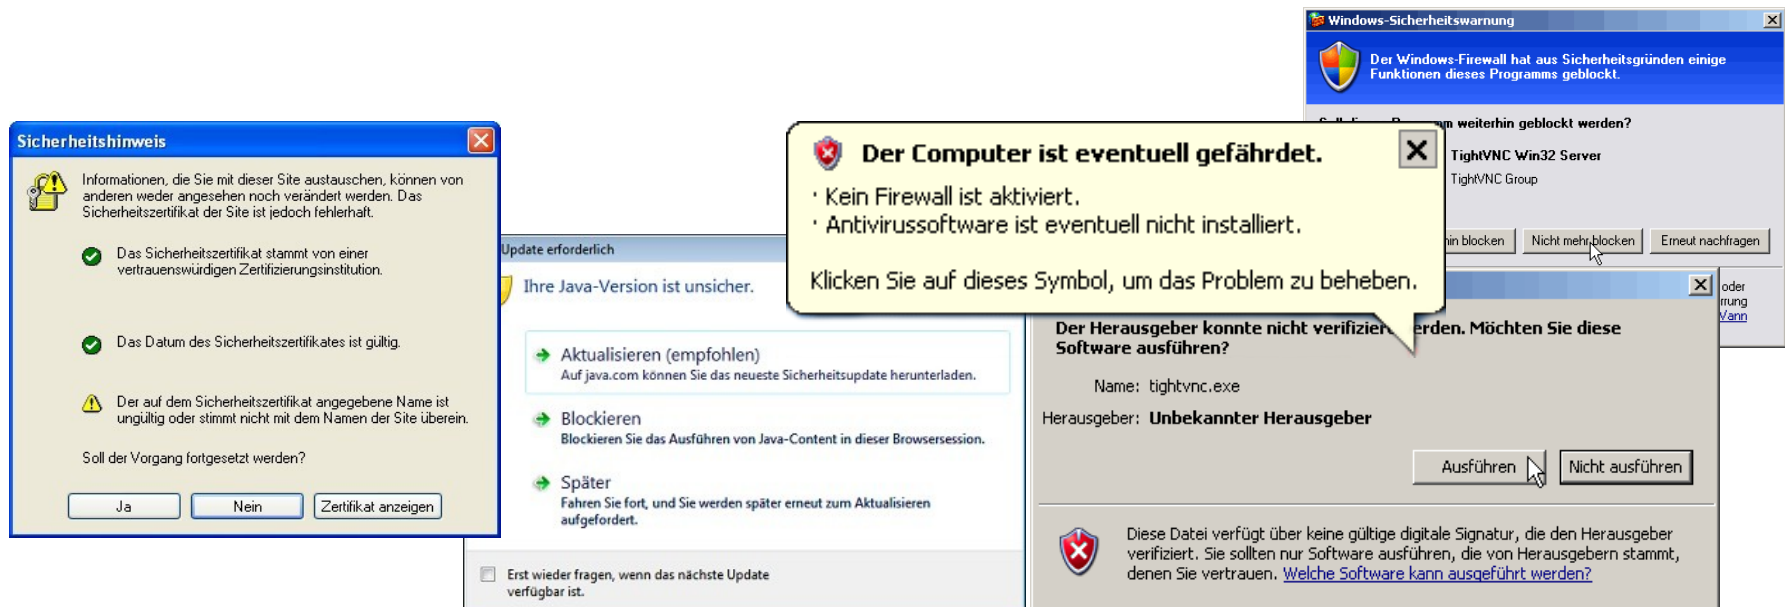 Sicherheitshinweis
Informationen, die Sie mit dieser Site austauschen, können von
anderen weder angesehen noch verändert werden. Das
Sicherheitszertifikat der Site ist jedoch fehlerhaft.
Das Sicherheitszertifikat stammt von einer
vertrauenswürdigen Zertifizierungsinstitution.
Das Datum des Sicherheitszertifikates ist gültig.
Der auf dem Sicherheitszertifikat angegebene Name ist
ungültig oder stimmt nicht mit dem Namen der Site überein.
Soll der Vorgang fortgesetzt werden?
Ja
Nein
Zertifikat anzeigen
Update erforderlich
Ihre Java-Version ist unsicher.
Aktualisieren (empfohlen)
Auf java.com können Sie das neueste Sicherheitsupdate herunterladen.
Blockieren
Blockieren Sie das Ausführen von Java-Content in dieser Browsersession.
Später
Fahren Sie fort, und Sie werden später erneut zum Aktualisieren
aufgefordert.
Erst wieder fragen, wenn das nächste Update
verfügbar ist.
Der Computer ist eventuell gefährdet.
· Kein Firewall ist aktiviert.
· Antivirussoftware ist eventuell nicht installiert.
Klicken Sie auf dieses Symbol, um das Problem zu beheben.
Windows-Sicherheitswarnung
Der Windows-Firewall hat aus Sicherheitsgründen einige
Funktionen dieses Programms geblockt.
weiterhin geblockt werden?
TightVNC Win32 Server
TightVNC Group
blocken
Nicht mehr blocken
Erneut nachfragen
oder
Der Herausgeber konnte nicht verifiziert werden. Möchten Sie diese
Software ausführen?
Name: tightvnc.exe
Herausgeber: Unbekannter Herausgeber
Ausführen
Nicht ausführen
Diese Datei verfügt über keine gültige digitale Signatur, die den Herausgeber
verifiziert. Sie sollten nur Software ausführen, die von Herausgebern stammt,
denen Sie vertrauen. Welche Software kann ausgeführt werden?